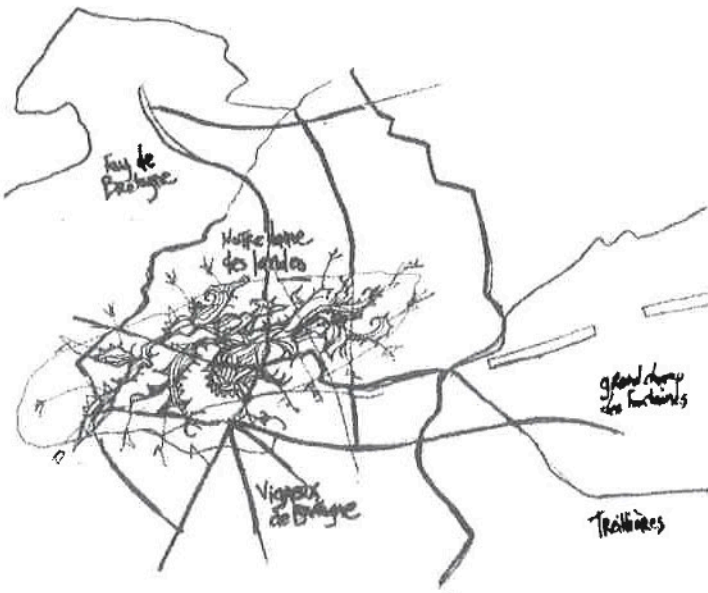 Fay de
Bretagne
Notre Dame
des landes
grand champ
des Fontaines
Vigneux
de Bretagne
Treillières